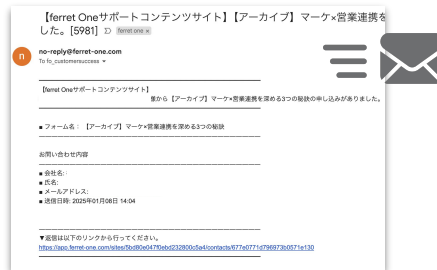 【ferret Oneサポートコンテンツサイト】【アーカイブ】マーケ×営業連携を
した。[5981] ferret one ×
n
no-reply@ferret-one.com
To fo_customersuccess
【ferret Oneサポートコンテンツサイト】
様から【アーカイブ】マーケ×営業連携を深める3つの秘訣の申し込みがありました。
■ フォーム名： 【アーカイブ】マーケ×営業連携を深める3つの秘訣
お問い合わせ内容
■ 会社名:
■ 氏名:
■ メールアドレス:
■ 送信日時: 2025年01月08日 14:04
▼返信は以下のリンクから行ってください。
https://app.ferret-one.com/sites/5bd80e047f0ebd232800c5a4/contacts/677e0771d796973b0571e130